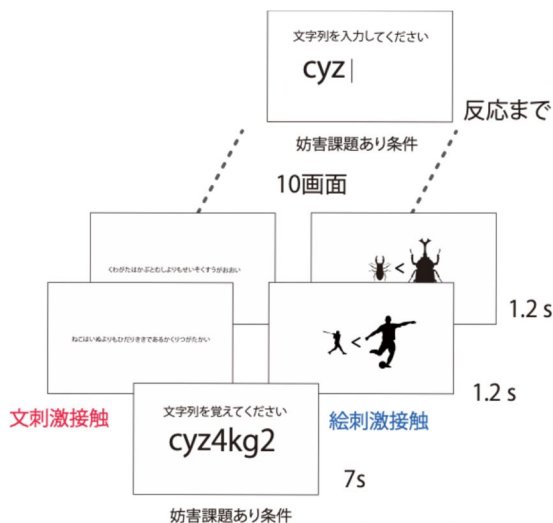 文字列を入力してください
cyz
反応まで
妨害課題あり条件
10画面
くわがたはかぶとむしよりもせいそくすうがおおい
<
1.2 s
ねこはいぬよりもひだりききであるかくりつがたかい
<
1.2 s
文刺激接触
絵刺激接触
文字列を覚えてください
cyz4kg2
7s
妨害課題あり条件